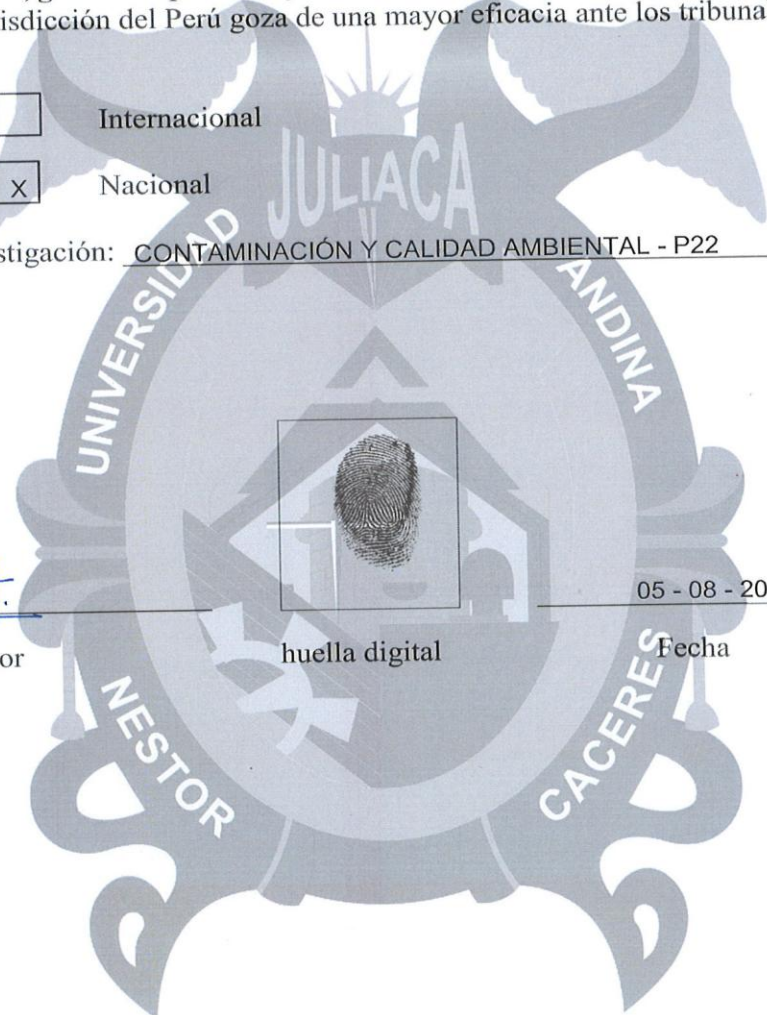 risdicción del Perú goza de una mayor eficacia ante los tribuna
Internacional
X Nacional
stigación: CONTAMINACIÓN Y CALIDAD AMBIENTAL - P22
05 - 08 - 20
or huella digital Fecha
JULIACA
UNIVERSIDAD ANDINA
NESTOR CACERES